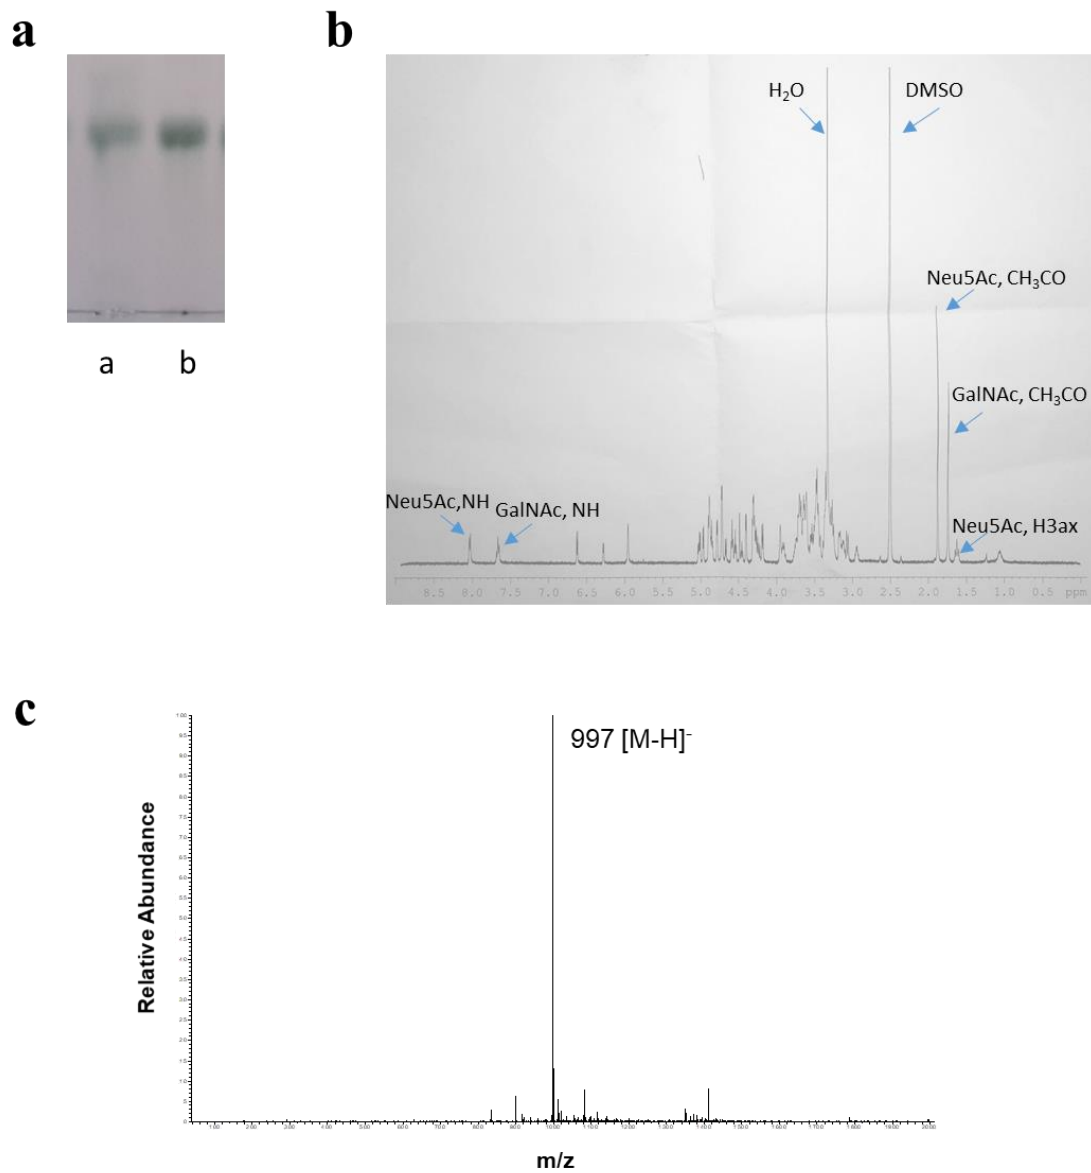 a
b
a b
H₂O
DMSO
Neu5Ac, CH₃CO
GalNAc, CH₃CO
Neu5Ac, H3ax
Neu5Ac,NH
GalNAc, NH
8.5 8.0 7.5 7.0 6.5 6.0 5.5 5.0 4.5 4.0 3.5 3.0 2.5 2.0 1.5 1.0 0.5 ppm
c
997 [M-H]⁻
Relative Abundance
m/z